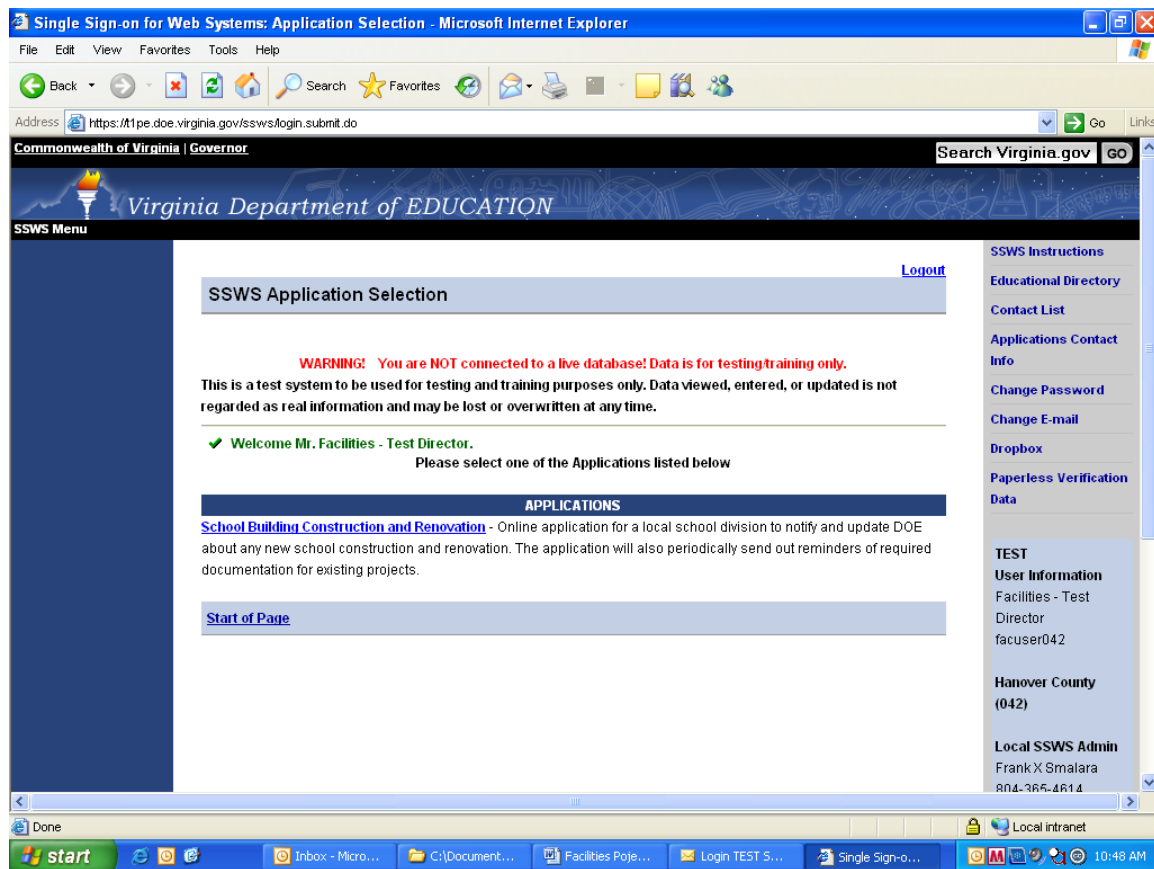 Single Sign-on for Web Systems: Application Selection - Microsoft Internet Explorer
File Edit View Favorites Tools Help
Back Search Favorites
Address https://t1pe.doe.virginia.gov/ssws/login.submit.do Go Links
Commonwealth of Virginia | Governor Search Virginia.gov GO
Virginia Department of EDUCATION
SSWS Menu
Logout
SSWS Application Selection
WARNING! You are NOT connected to a live database! Data is for testing/training only.
This is a test system to be used for testing and training purposes only. Data viewed, entered, or updated is not
regarded as real information and may be lost or overwritten at any time.
Welcome Mr. Facilities - Test Director.
Please select one of the Applications listed below
APPLICATIONS
School Building Construction and Renovation - Online application for a local school division to notify and update DOE
about any new school construction and renovation. The application will also periodically send out reminders of required
documentation for existing projects.
Start of Page
SSWS Instructions
Educational Directory
Contact List
Applications Contact
Info
Change Password
Change E-mail
Dropbox
Paperless Verification
Data
TEST
User Information
Facilities - Test
Director
facuser042
Hanover County
(042)
Local SSWS Admin
Frank X Smalara
804-365-4614
Done Local intranet
start Inbox - Micro... C:\Document... Facilities Poje... Login TEST S... Single Sign-o... 10:48 AM